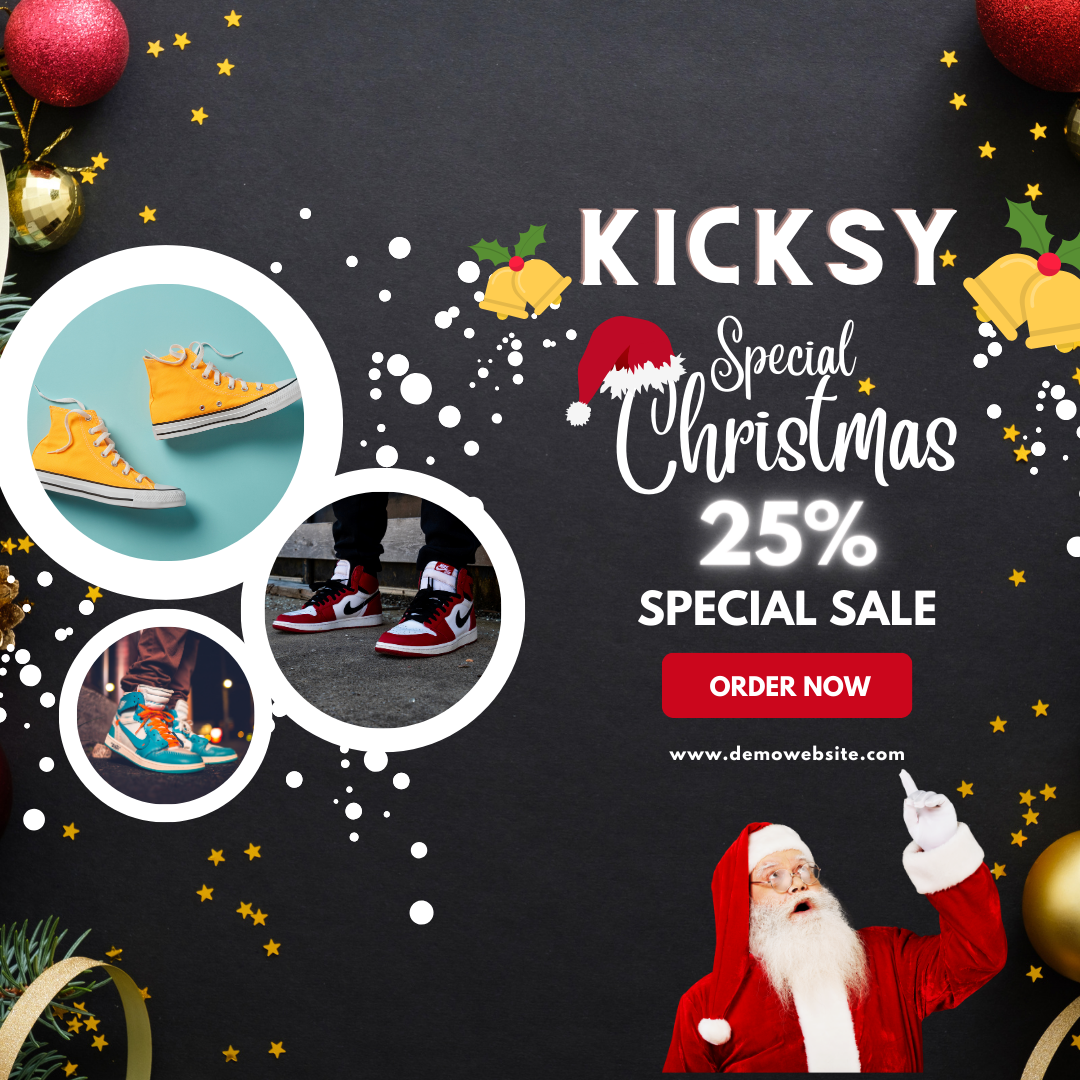 KICKSY
Special
Christmas
25%
SPECIAL SALE
ORDER NOW
www.demowebsite.com